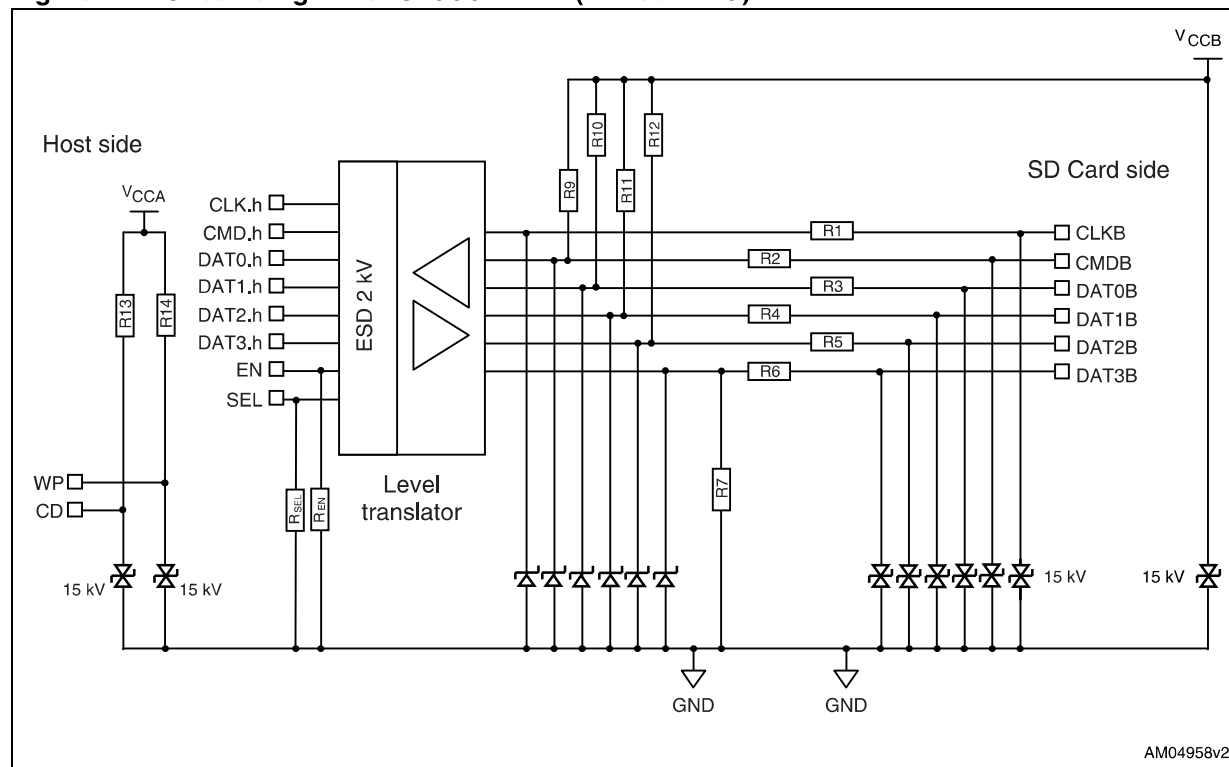 V CCB
Host side
SD Card side
VCCA
R13
R14
CLK.h
CMD.h
DAT0.h
DAT1.h
DAT2.h
DAT3.h
EN
SEL
WP
CD
ESD 2 kV
Level
translator
RSEL
REN
R9
R10
R11
R12
R1
R2
R3
R4
R5
R6
R7
CLKB
CMDB
DAT0B
DAT1B
DAT2B
DAT3B
15 kV
15 kV
15 kV
15 kV
GND
GND
AM04958v2